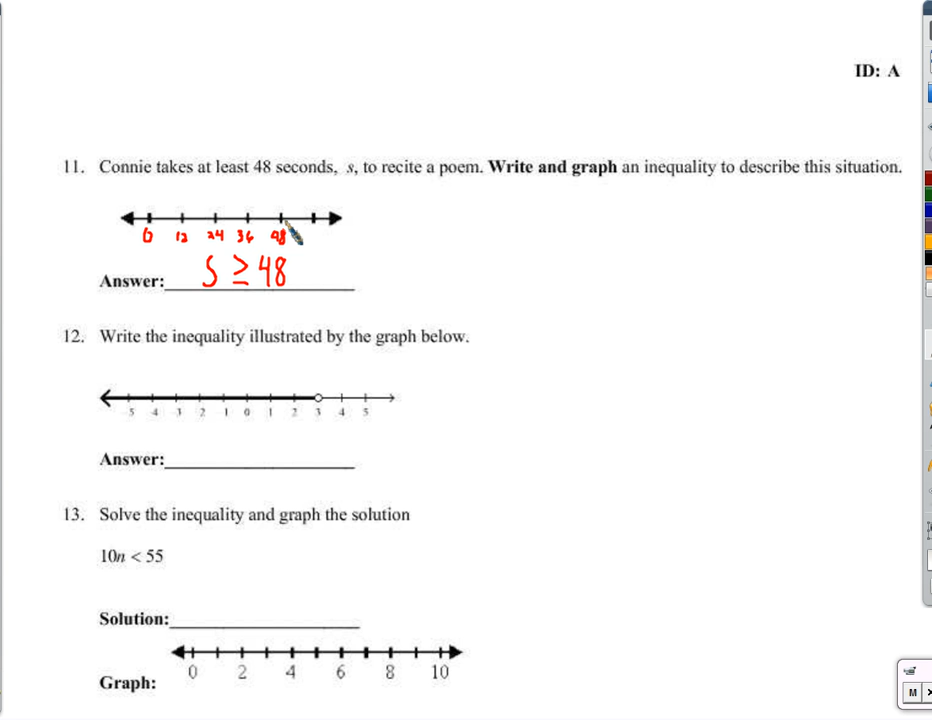 ID: A
11. Connie takes at least 48 seconds, s, to recite a poem. Write and graph an inequality to describe this situation.
0 12 24 36 48
Answer: S ≥ 48
12. Write the inequality illustrated by the graph below.
5 4 3 2 1 0 1 2 3 4 5
Answer:
13. Solve the inequality and graph the solution
10n < 55
Solution:
0 2 4 6 8 10
Graph:
M